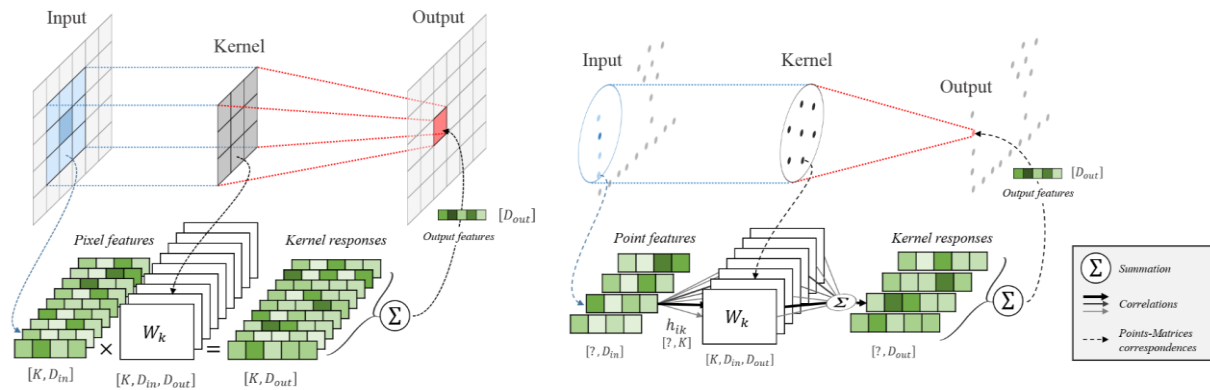 Input
Kernel
Output
[D_out]
Output features
Pixel features
Kernel responses
W_k
×
=
Σ
[K, D_in]
[K, D_in, D_out]
[K, D_out]
Input
Kernel
Output
[D_out]
Output features
Point features
Kernel responses
h_ik
[?, K]
W_k
Σ
Σ
[?, D_in]
[K, D_in, D_out]
[?, D_out]
Σ Summation
Correlations
Points-Matrices
correspondences